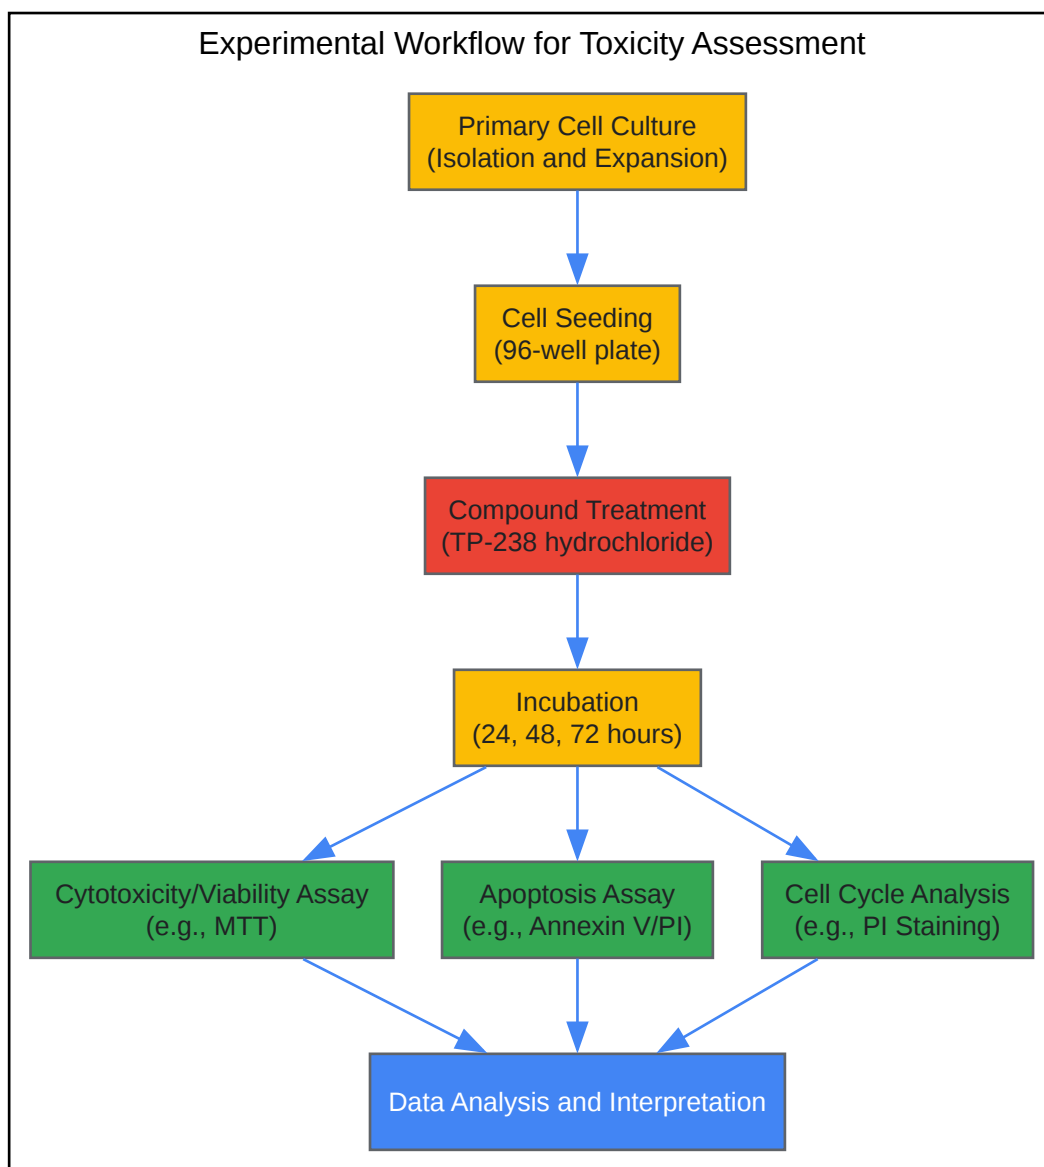 Experimental Workflow for Toxicity Assessment
Primary Cell Culture
(Isolation and Expansion)
Cell Seeding
(96-well plate)
Compound Treatment
(TP-238 hydrochloride)
Incubation
(24, 48, 72 hours)
Cytotoxicity/Viability Assay
(e.g., MTT)
Apoptosis Assay
(e.g., Annexin V/PI)
Cell Cycle Analysis
(e.g., PI Staining)
Data Analysis and Interpretation